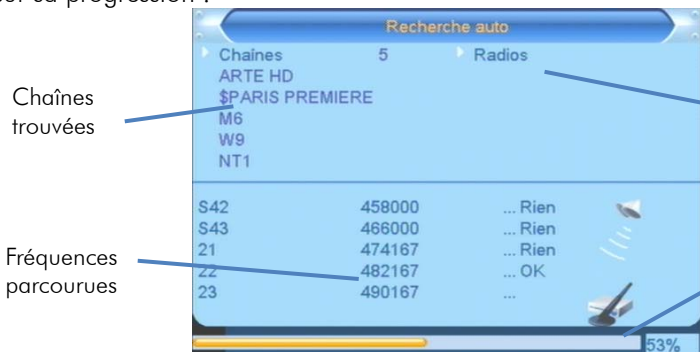 Recherche auto
Chaînes 5 Radios
ARTE HD
$PARIS PREMIERE
M6
W9
NT1
Chaînes
trouvées
S42 458000 ... Rien
S43 466000 ... Rien
21 474167 ... Rien
22 482167 ... OK
23 490167 ...
Fréquences
parcourues
53%